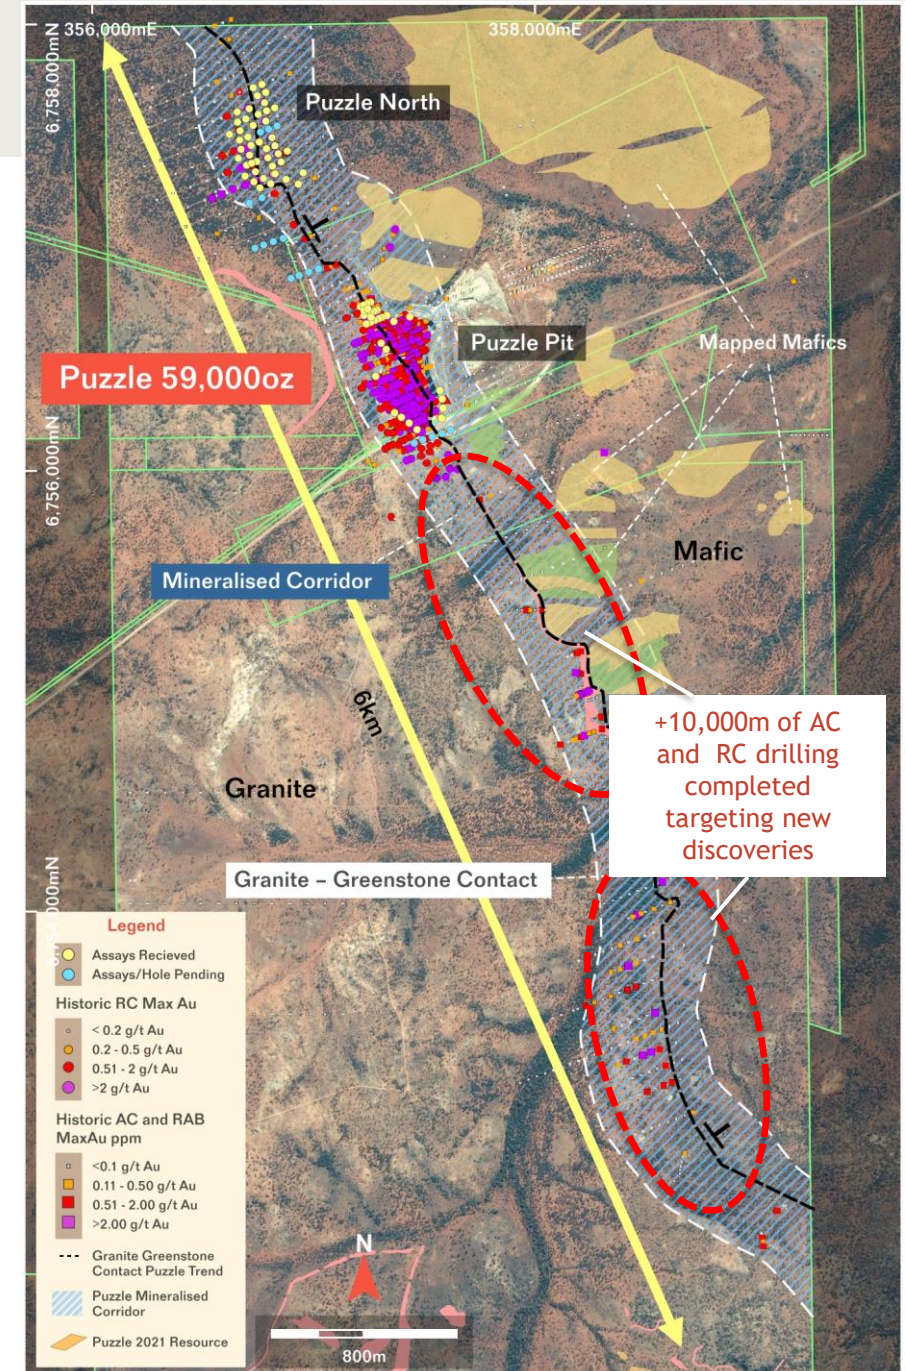 356,000mE
358,000mE
6,758,000mN
Puzzle North
Puzzle Pit
Mapped Mafics
Puzzle 59,000oz
6,756,000mN
Mafic
Mineralised Corridor
6km
+10,000m of AC
and RC drilling
completed
targeting new
discoveries
Granite
Granite – Greenstone Contact
000mN
Legend
Assays Recieved
Assays/Hole Pending
Historic RC Max Au
< 0.2 g/t Au
0.2 - 0.5 g/t Au
0.51 - 2 g/t Au
>2 g/t Au
Historic AC and RAB
MaxAu ppm
<0.1 g/t Au
0.11 - 0.50 g/t Au
0.51 - 2.00 g/t Au
>2.00 g/t Au
Granite Greenstone
Contact Puzzle Trend
Puzzle Mineralised
Corridor
Puzzle 2021 Resource
N
800m